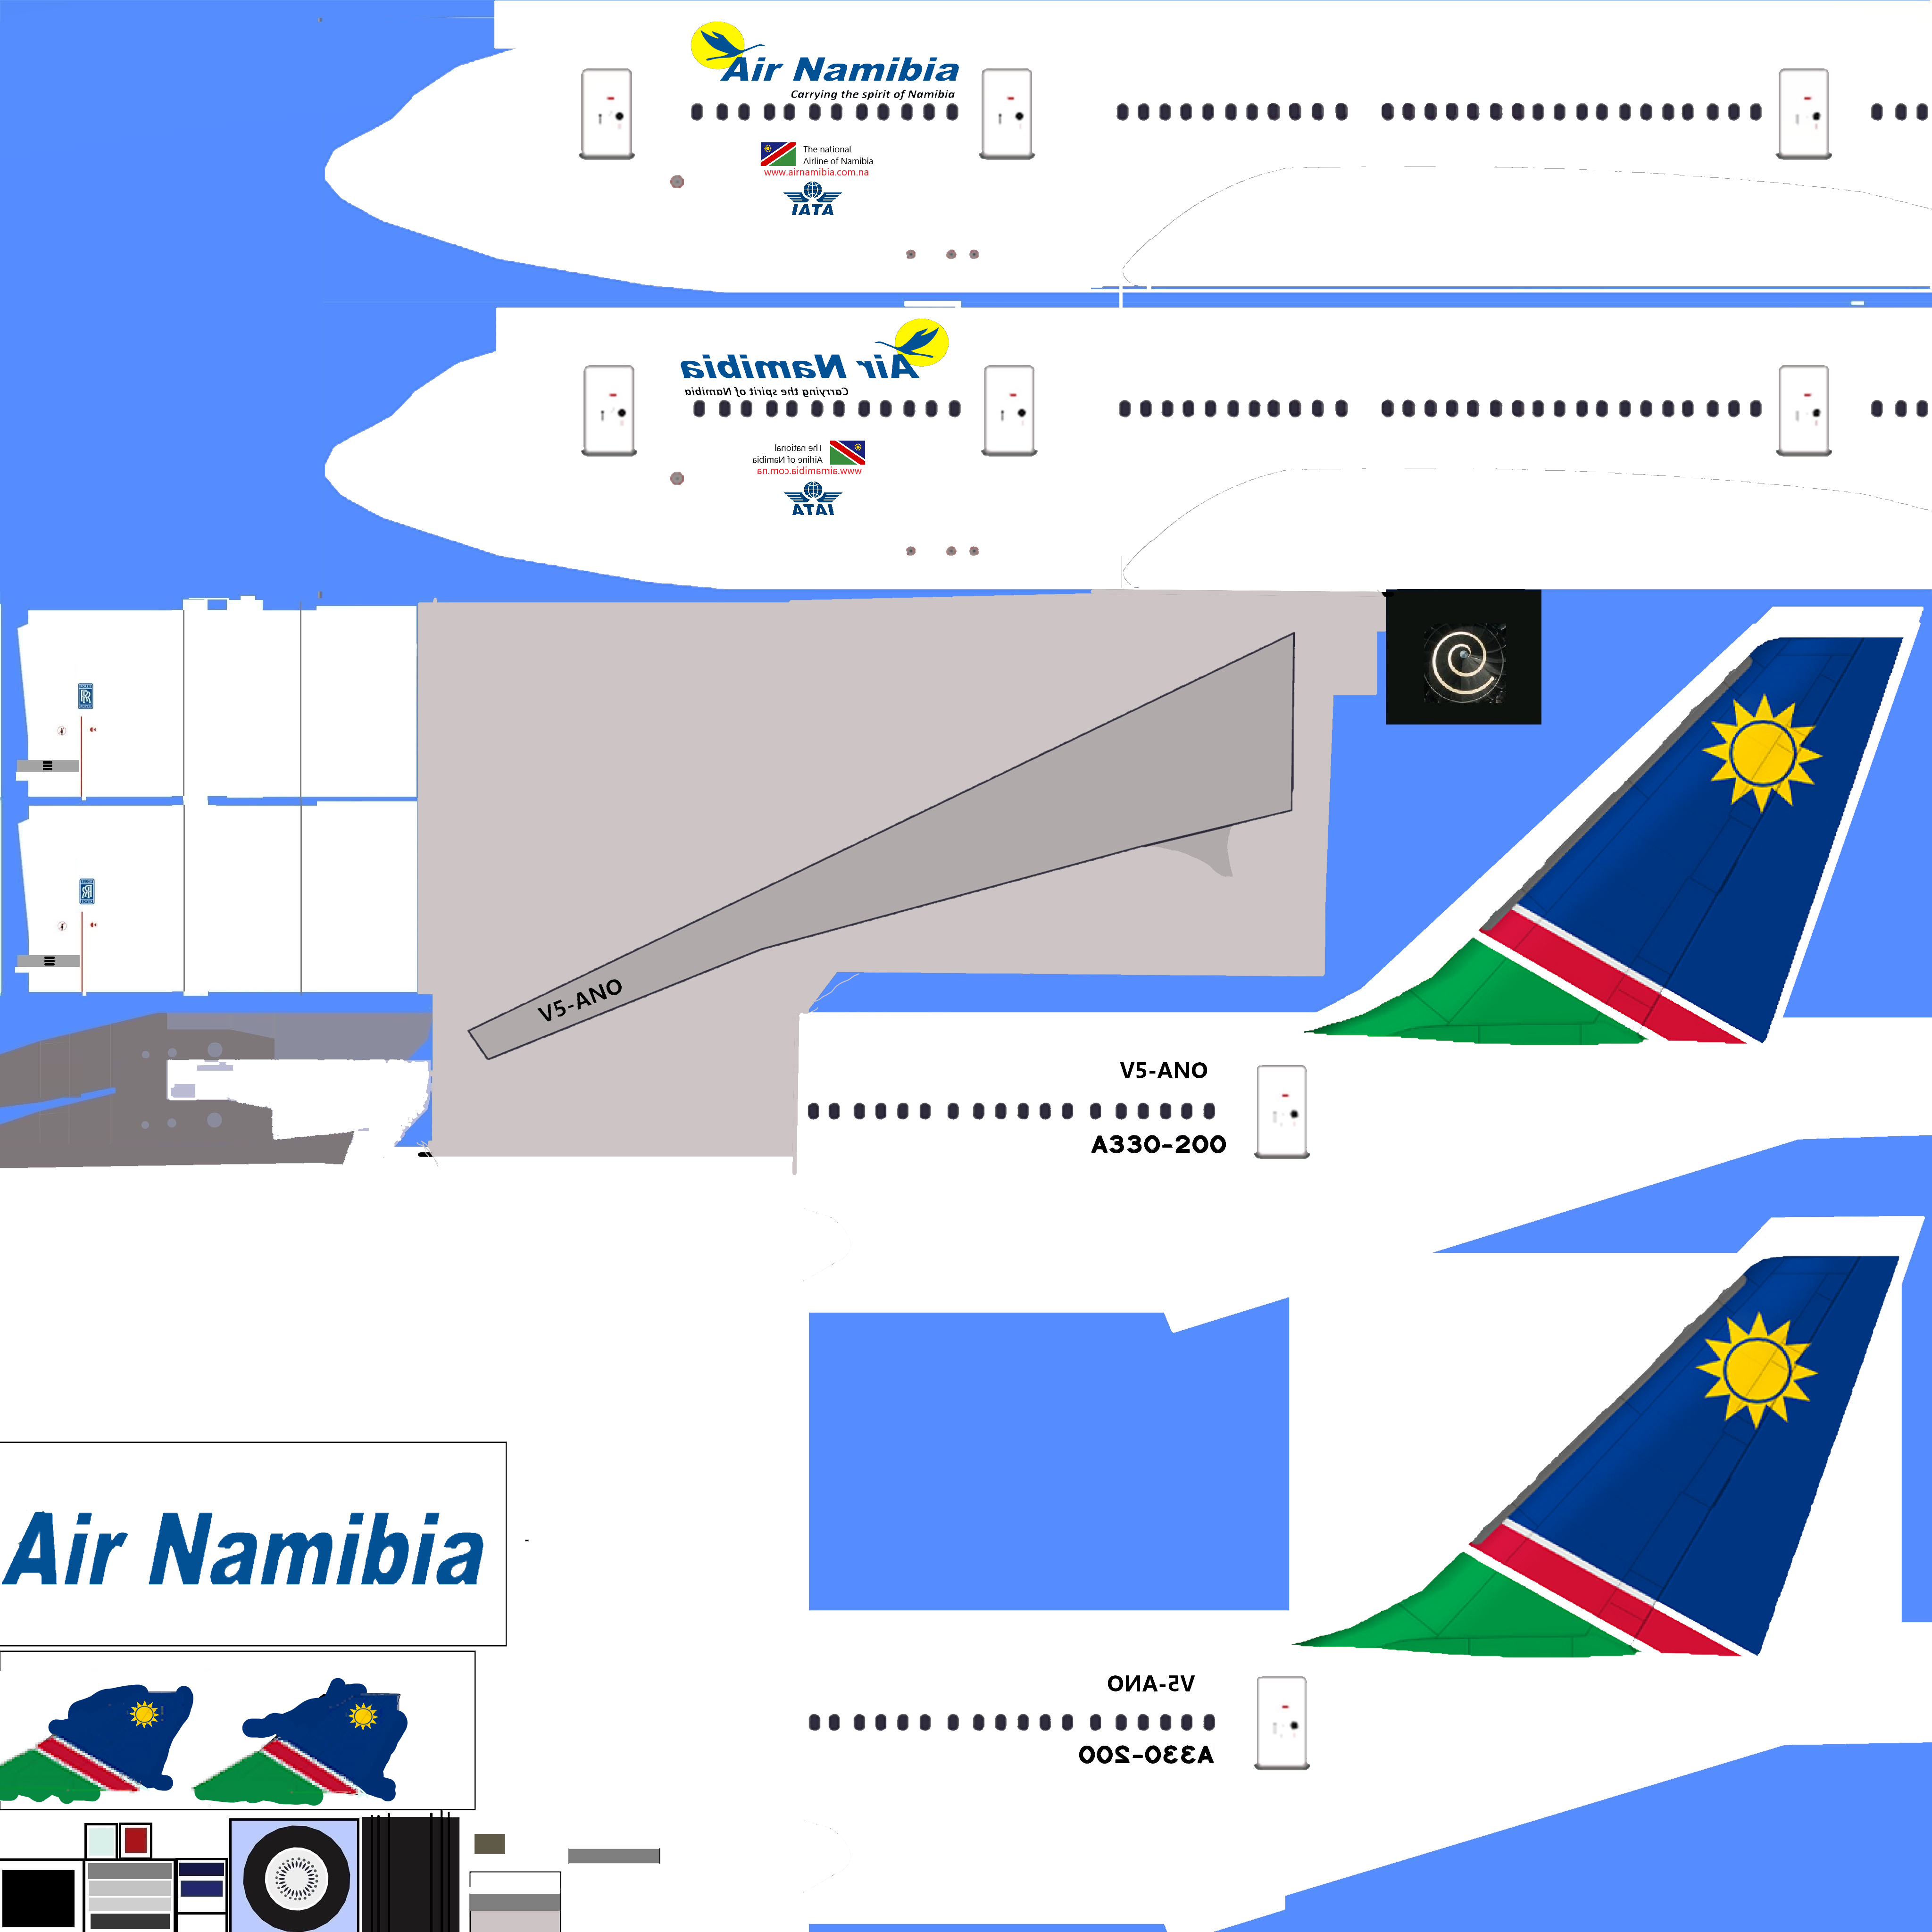 Air Namibia
Carrying the spirit of Namibia
The national
Airline of Namibia
www.airnamibia.com.na
IATA
Air Namibia
Carrying the spirit of Namibia
The national
Airline of Namibia
www.airnamibia.com.na
IATA
RR
RR
V5-ANO
V5-ANO
A330-200
Air Namibia
V5-ANO
A330-200